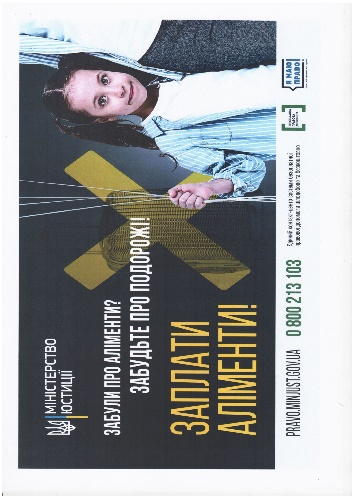 МІНІСТЕРСТВО
ЮСТИЦІЇ
ЗАБУЛИ ПРО АЛІМЕНТИ?
ЗАБУДЬТЕ ПРО ПОДОРОЖІ!
ЗАПЛАТИ
АЛІМЕНТИ!
PRAVO.MINJUST.GOV.UA
0 800 213 103
Я МАЮ
ПРАВО!